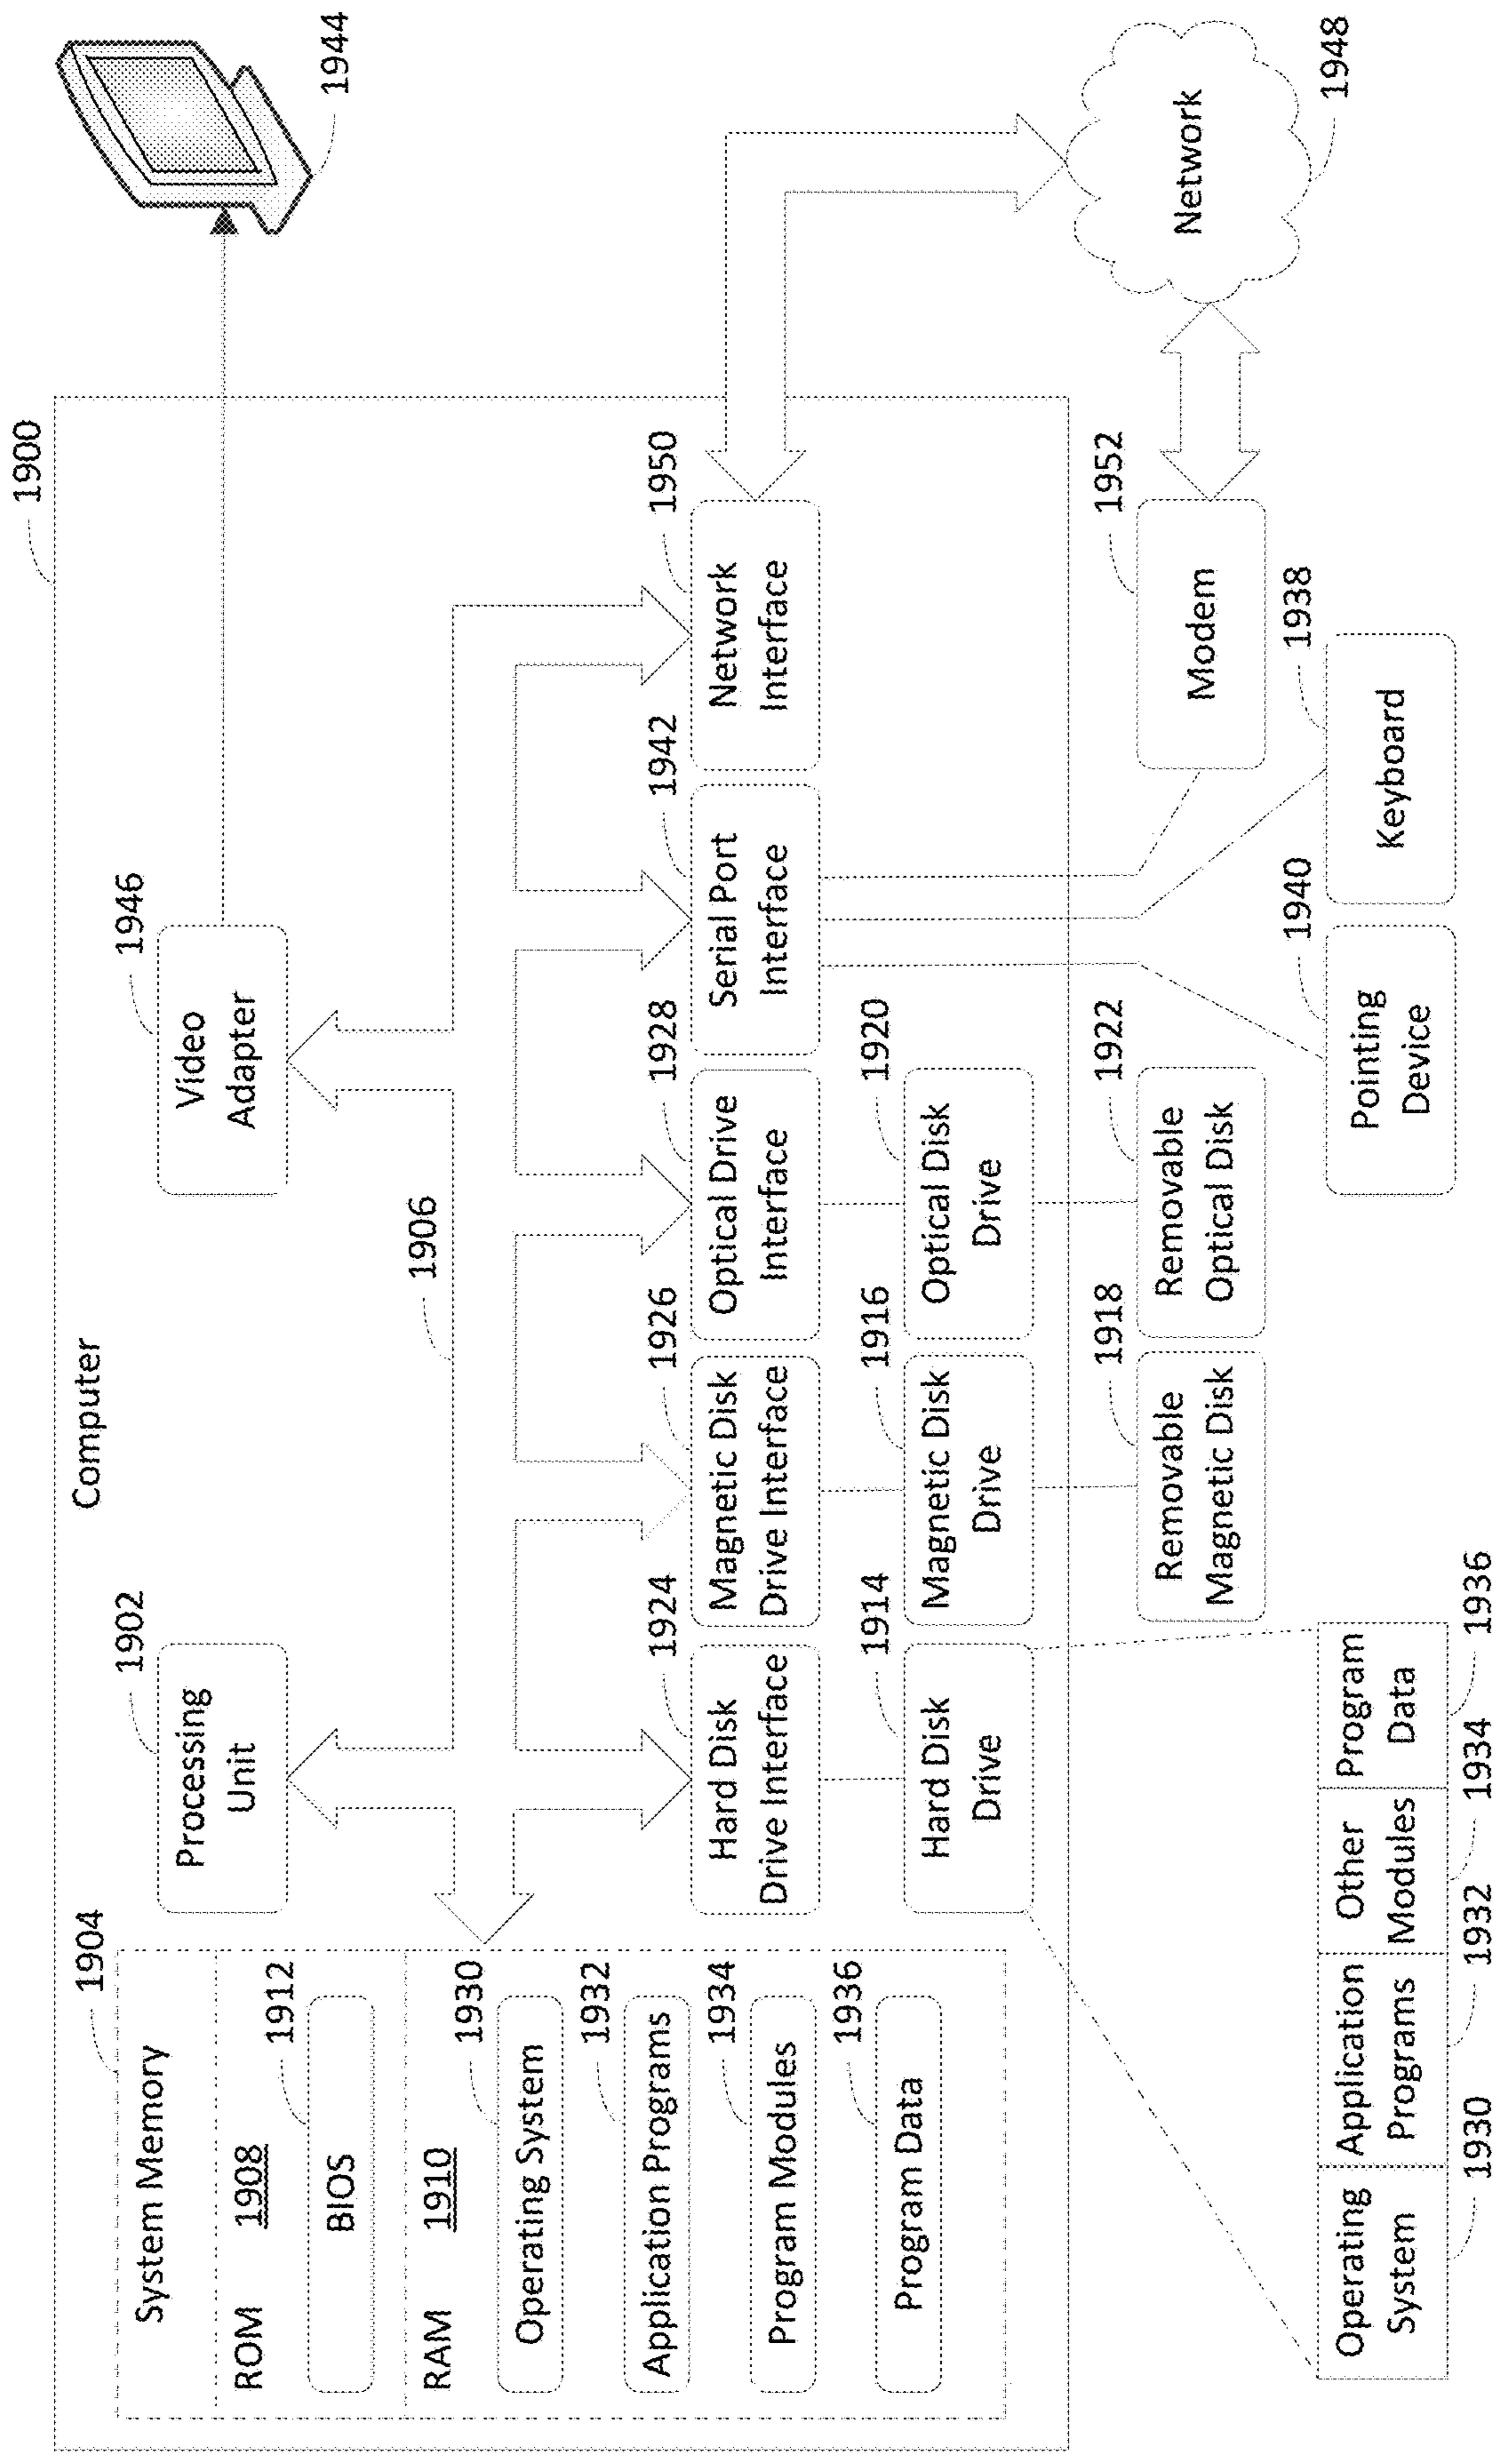 1900
Computer
1904
System Memory
ROM 1908
1912
BIOS
RAM 1910
1930
Operating System
1932
Application Programs
1934
Program Modules
1936
Program Data
1902
Processing
Unit
1906
1946
Video
Adapter
1944
1924
Hard Disk
Drive Interface
1926
Magnetic Disk
Drive Interface
1928
Optical Drive
Interface
1942
Serial Port
Interface
1950
Network
Interface
1914
Hard Disk
Drive
1916
Magnetic Disk
Drive
1920
Optical Disk
Drive
1918
Removable
Magnetic Disk
1922
Removable
Optical Disk
1952
Modem
Network
1948
1940
Pointing
Device
1938
Keyboard
Operating
System
1930
Application
Programs
1932
Other
Modules
1934
Program
Data
1936